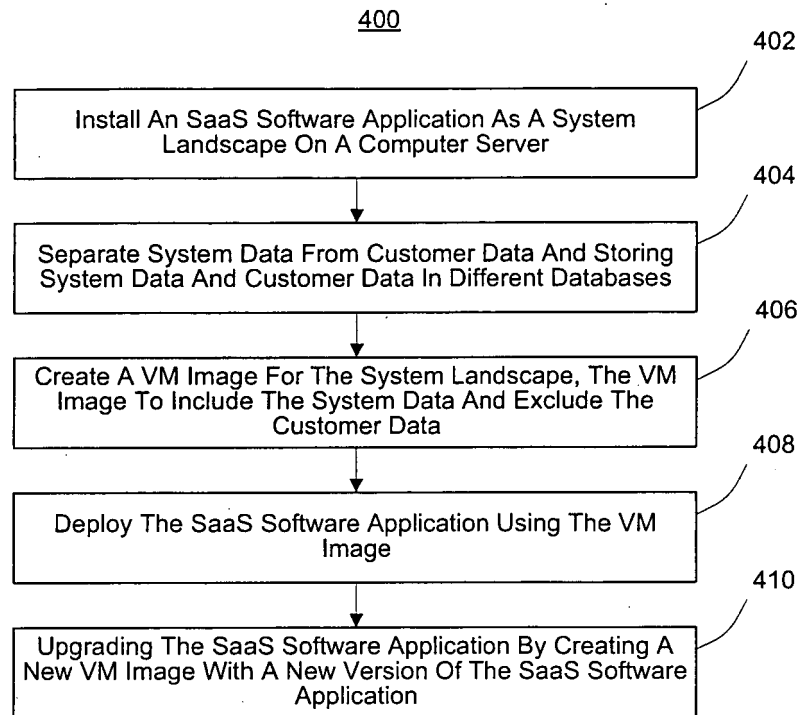 400
402
Install An SaaS Software Application As A System
Landscape On A Computer Server
404
Separate System Data From Customer Data And Storing
System Data And Customer Data In Different Databases
406
Create A VM Image For The System Landscape, The VM
Image To Include The System Data And Exclude The
Customer Data
408
Deploy The SaaS Software Application Using The VM
Image
410
Upgrading The SaaS Software Application By Creating A
New VM Image With A New Version Of The SaaS Software
Application